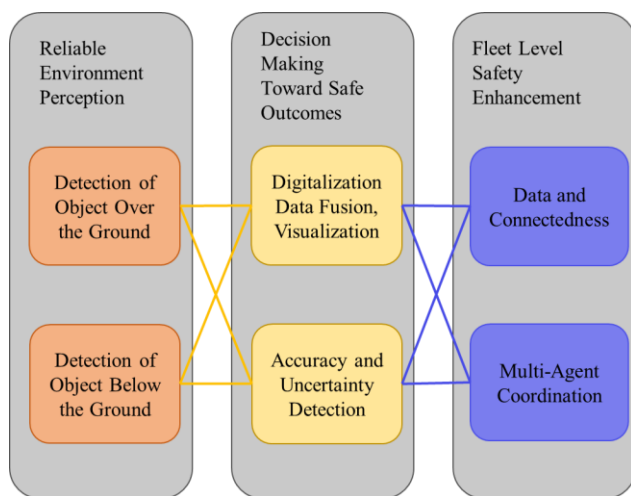 Reliable
Environment
Perception
Detection of
Object Over
the Ground
Detection of
Object Below
the Ground
Decision
Making
Toward Safe
Outcomes
Digitalization
Data Fusion,
Visualization
Accuracy and
Uncertainty
Detection
Fleet Level
Safety
Enhancement
Data and
Connectedness
Multi-Agent
Coordination